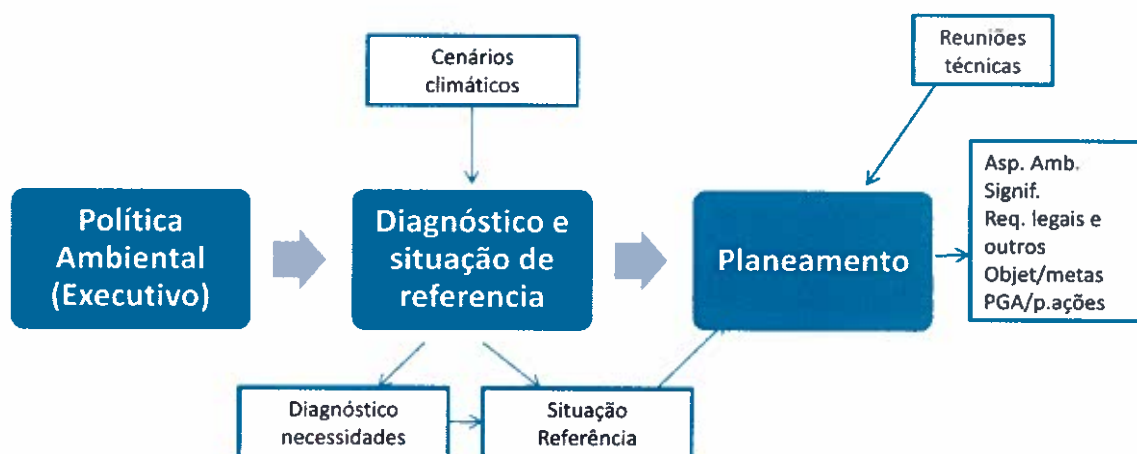 Cenários
climáticos
Reuniões
técnicas
Política
Ambiental
(Executivo)
Diagnóstico e
situação de
referencia
Planeamento
Asp. Amb.
Signif.
Req. legais e
outros
Objet/metas
PGA/p.ações
Diagnóstico
necessidades
Situação
Referência